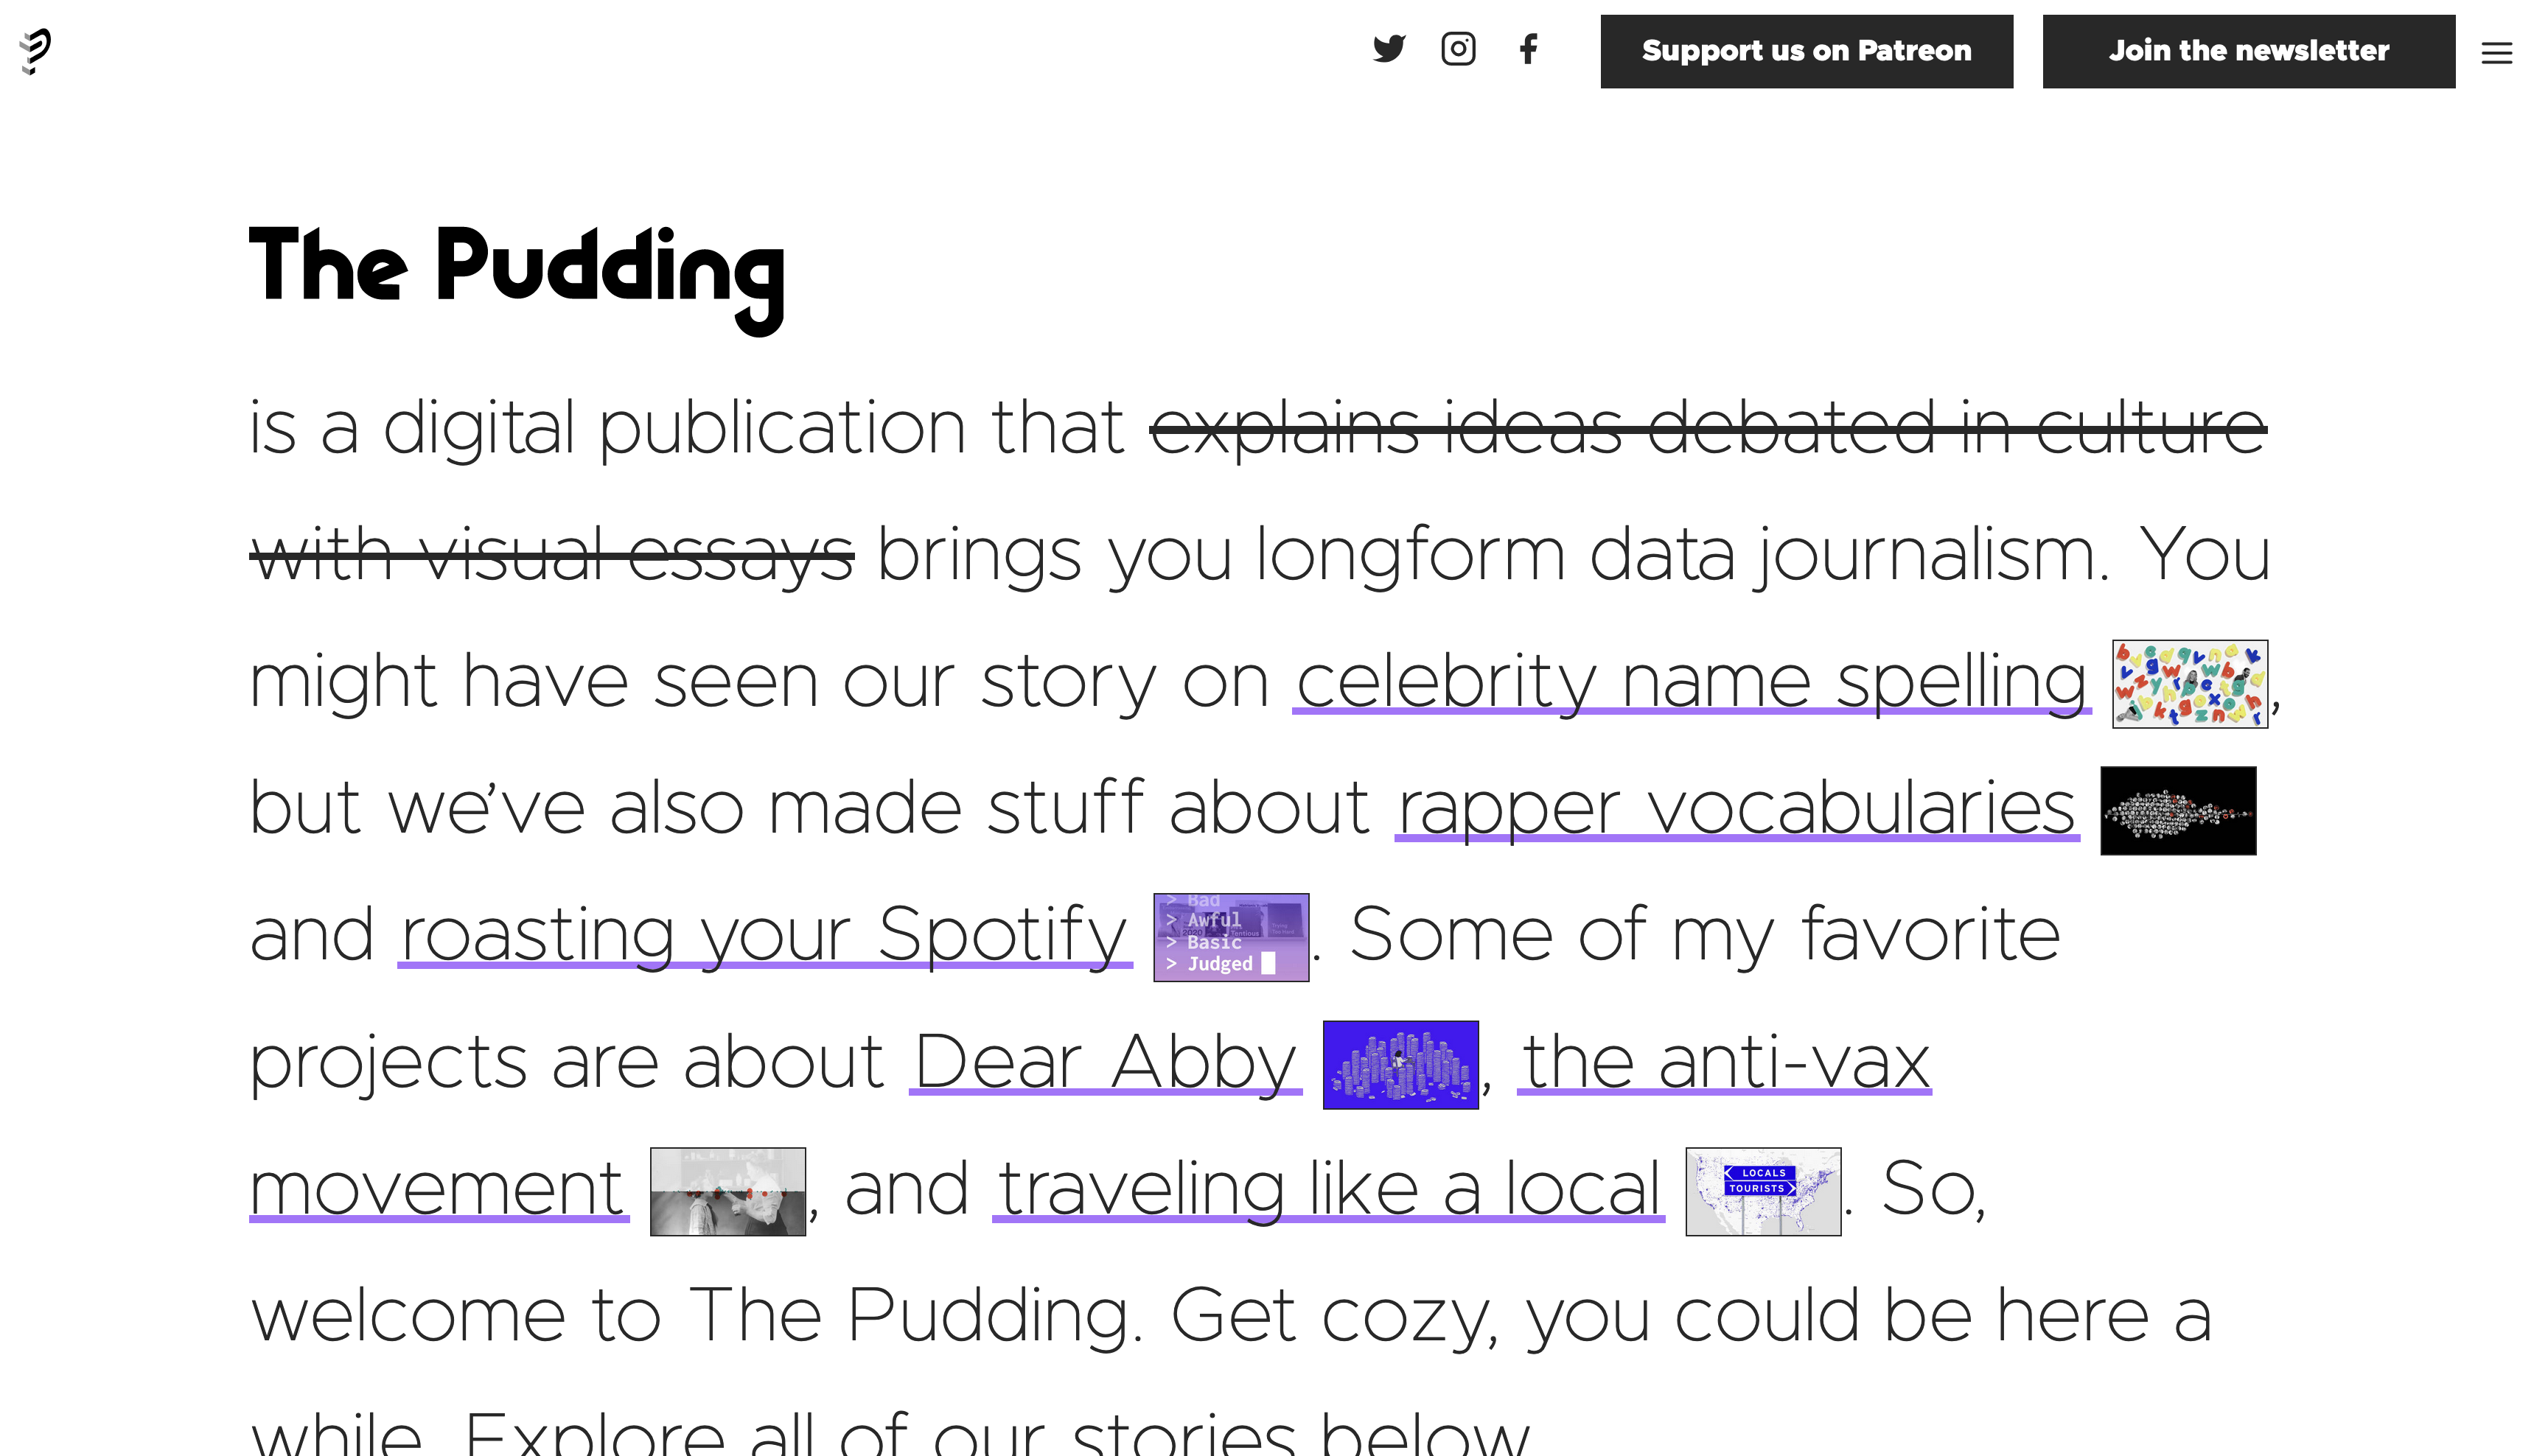 Support us on Patreon
Join the newsletter
The Pudding
is a digital publication that explains ideas debated in culture
with visual essays brings you longform data journalism. You
might have seen our story on celebrity name spelling ,
but we’ve also made stuff about rapper vocabularies
and roasting your Spotify . Some of my favorite
> Bad
> Awful
> Basic
> Judged
projects are about Dear Abby , the anti-vax
movement , and traveling like a local . So,
LOCALS
TOURISTS
welcome to The Pudding. Get cozy, you could be here a
while. Explore all of our stories below